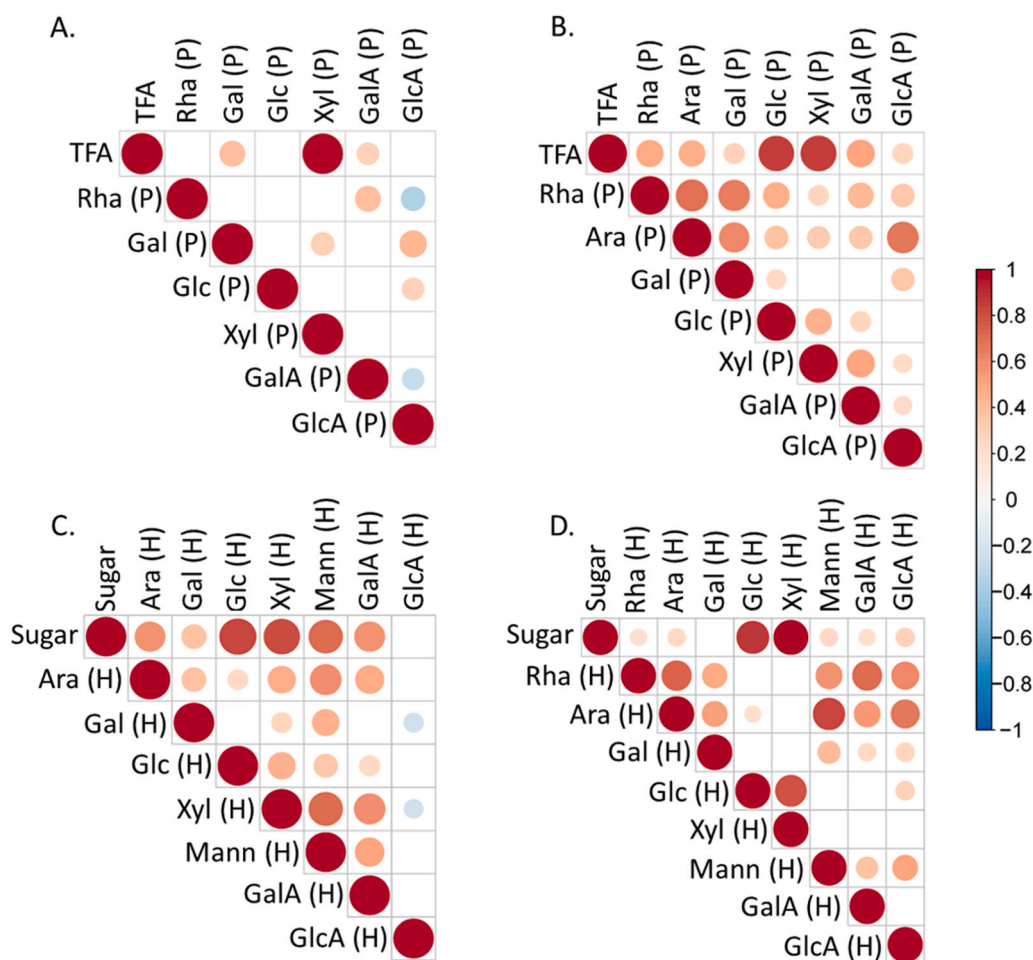 A.
TFA
Rha (P)
Gal (P)
Glc (P)
Xyl (P)
GalA (P)
GlcA (P)
TFA
Rha (P)
Gal (P)
Glc (P)
Xyl (P)
GalA (P)
GlcA (P)
B.
TFA
Rha (P)
Ara (P)
Gal (P)
Glc (P)
Xyl (P)
GalA (P)
GlcA (P)
TFA
Rha (P)
Ara (P)
Gal (P)
Glc (P)
Xyl (P)
GalA (P)
GlcA (P)
C.
Sugar
Ara (H)
Gal (H)
Glc (H)
Xyl (H)
Mann (H)
GalA (H)
GlcA (H)
Sugar
Ara (H)
Gal (H)
Glc (H)
Xyl (H)
Mann (H)
GalA (H)
GlcA (H)
D.
Sugar
Rha (H)
Ara (H)
Gal (H)
Glc (H)
Xyl (H)
Mann (H)
GalA (H)
GlcA (H)
Sugar
Rha (H)
Ara (H)
Gal (H)
Glc (H)
Xyl (H)
Mann (H)
GalA (H)
GlcA (H)
1
0.8
0.6
0.4
0.2
0
−0.2
−0.4
−0.6
−0.8
−1